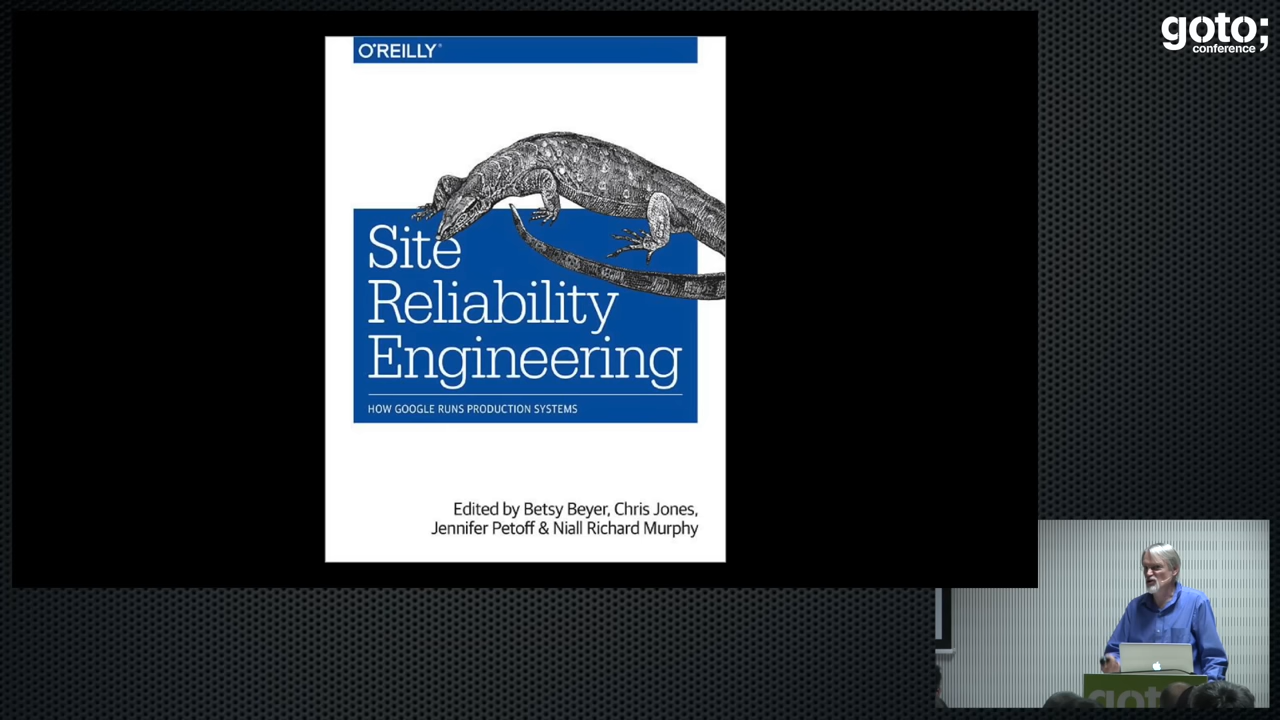 goto;
conference
O'REILLY®
Site
Reliability
Engineering
HOW GOOGLE RUNS PRODUCTION SYSTEMS
Edited by Betsy Beyer, Chris Jones,
Jennifer Petoff & Niall Richard Murphy
goto